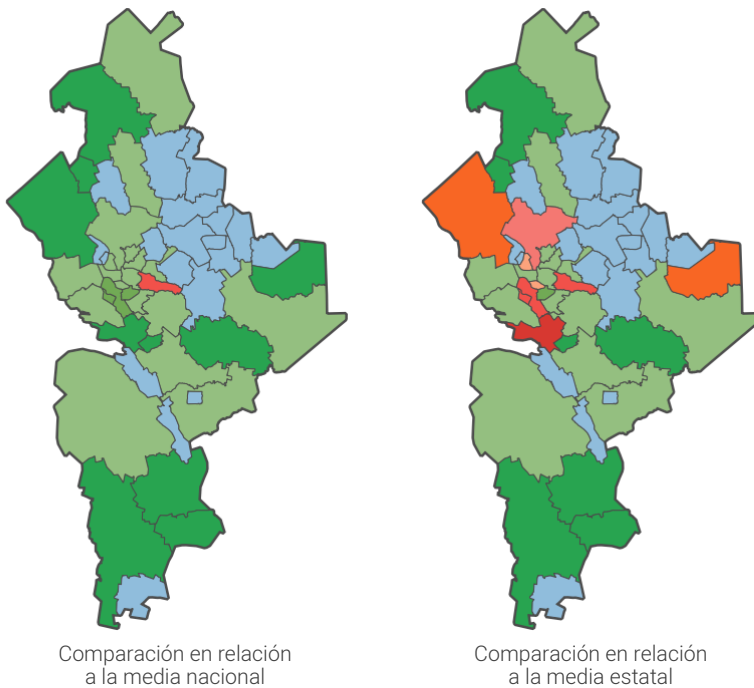 Comparación en relación
a la media nacional
Comparación en relación
a la media estatal